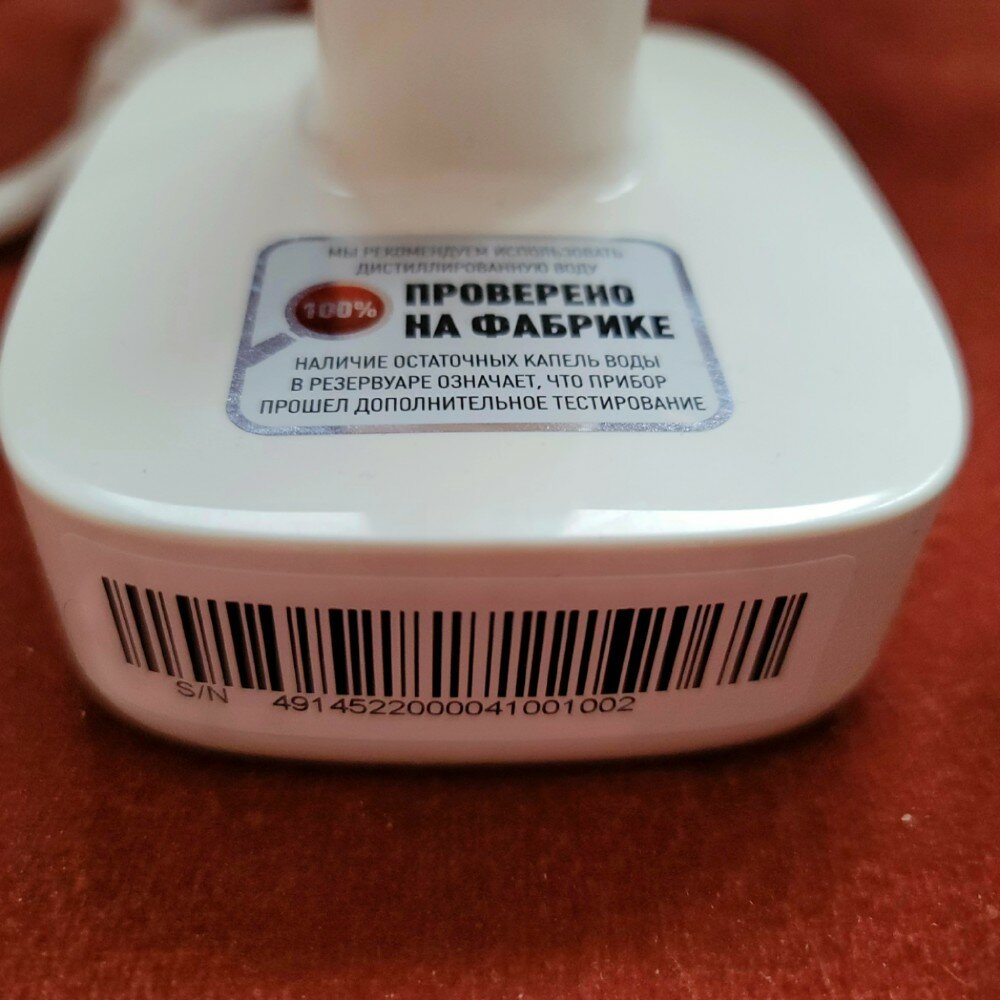 МЫ РЕКОМЕНДУЕМ ИСПОЛЬЗОВАТЬ
ДИСТИЛЛИРОВАННУЮ ВОДУ
100%
ПРОВЕРЕНО
НА ФАБРИКЕ
НАЛИЧИЕ ОСТАТОЧНЫХ КАПЕЛЬ ВОДЫ
В РЕЗЕРВУАРЕ ОЗНАЧАЕТ, ЧТО ПРИБОР
ПРОШЕЛ ДОПОЛНИТЕЛЬНОЕ ТЕСТИРОВАНИЕ
S/N 4914522000041001002